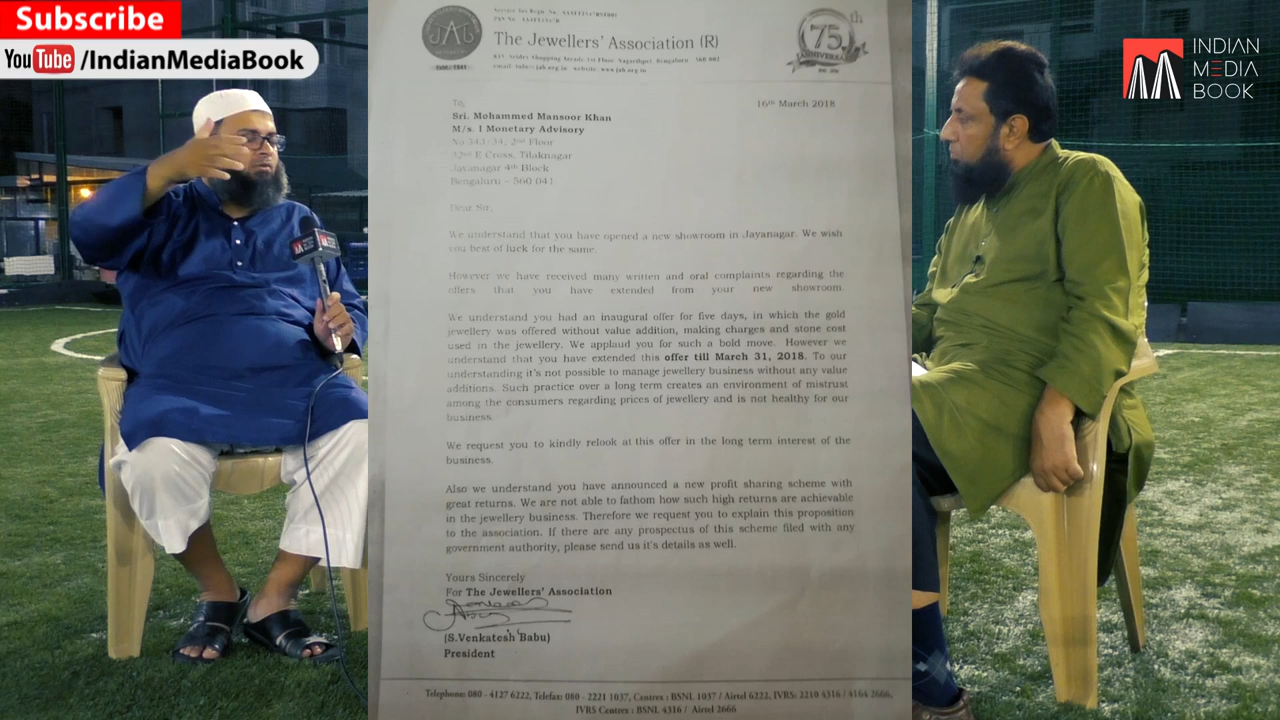 Subscribe
YouTube /IndianMediaBook
INDIAN
MEDIA
BOOK
75th
The Jewellers' Association (R)
16th March 2018
To,
Sri. Mohammed Mansoor Khan
M/s. I Monetary Advisory
No 343/34, 2nd Floor
32nd E Cross, Tilaknagar
Jayanagar 4th Block
Bengaluru – 560 041
Dear Sir,
We understand that you have opened a new showroom in Jayanagar. We wish
you best of luck for the same.
However we have received many written and oral complaints regarding the
offers that you have extended from your new showroom.
We understand you had an inaugural offer for five days, in which the gold
jewellery was offered without value addition, making charges and stone cost
used in the jewellery. We applaud you for such a bold move. However we
understand that you have extended this offer till March 31, 2018. To our
understanding it's not possible to manage jewellery business without any value
additions. Such practice over a long term creates an environment of mistrust
among the consumers regarding prices of jewellery and is not healthy for our
business.
We request you to kindly relook at this offer in the long term interest of the
business.
Also we understand you have announced a new profit sharing scheme with
great returns. We are not able to fathom how such high returns are achievable
in the jewellery business. Therefore we request you to explain this proposition
to the association. If there are any prospectus of this scheme filed with any
government authority, please send us it's details as well.
Yours Sincerely
For The Jewellers' Association
(S.Venkatesh Babu)
President
Telephone: 080 - 4127 6222, Telefax: 080 - 2221 1037, Centrex : BSNL 1037 / Airtel 6222, IVRS: 2210 4316 / 4164 2666,
IVRS Centrex : BSNL 4316 / Airtel 2666